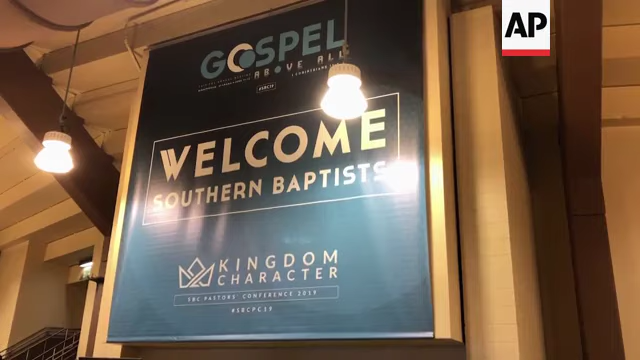 AP
GOSPEL
ABOVE ALL
#SBC19
WELCOME
SOUTHERN BAPTISTS
KINGDOM
CHARACTER
SBC PASTORS' CONFERENCE 2019
#SBCPC19